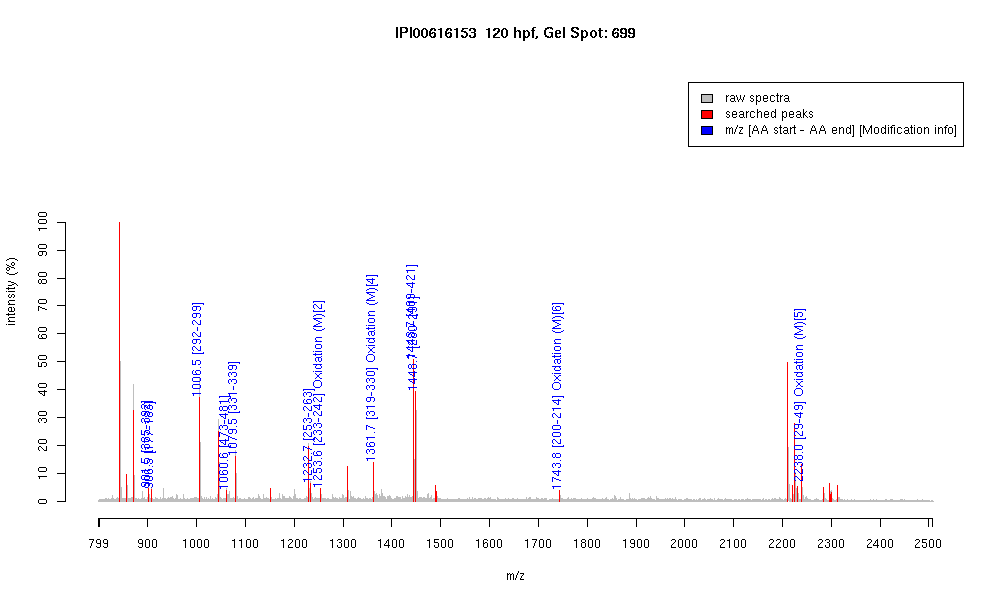 IPI00616153 120 hpf, Gel Spot: 699
raw spectra
searched peaks
m/z [AA start - AA end] [Modification info]
intensity (%)
100
90
80
70
60
50
40
30
20
10
0
1006.5 [292-299]
1060.6 [473-481]
1079.5 [331-339]
1232.7 [253-263]
1253.6 [233-242] Oxidation (M)[2]
1361.7 [319-330] Oxidation (M)[4]
1743.8 [200-214] Oxidation (M)[6]
2238.0 [29-49] Oxidation (M)[5]
799 900 1000 1100 1200 1300 1400 1500 1600 1700 1800 1900 2000 2100 2200 2300 2400 2500
m/z